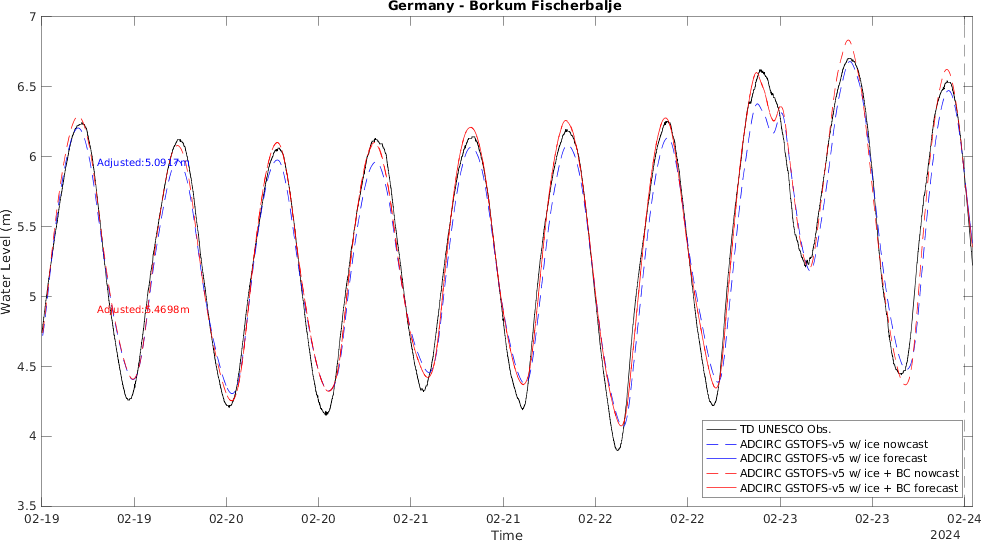 Germany - Borkum Fischerbalje
7
6.5
6
5.5
5
4.5
4
3.5
Water Level (m)
Adjusted:5.0917m
Adjusted:5.4698m
TD UNESCO Obs.
ADCIRC GSTOFS-v5 w/ ice nowcast
ADCIRC GSTOFS-v5 w/ ice forecast
ADCIRC GSTOFS-v5 w/ ice + BC nowcast
ADCIRC GSTOFS-v5 w/ ice + BC forecast
02-19 02-19 02-20 02-20 02-21 02-21 02-22 02-22 02-23 02-23 02-24
Time 2024